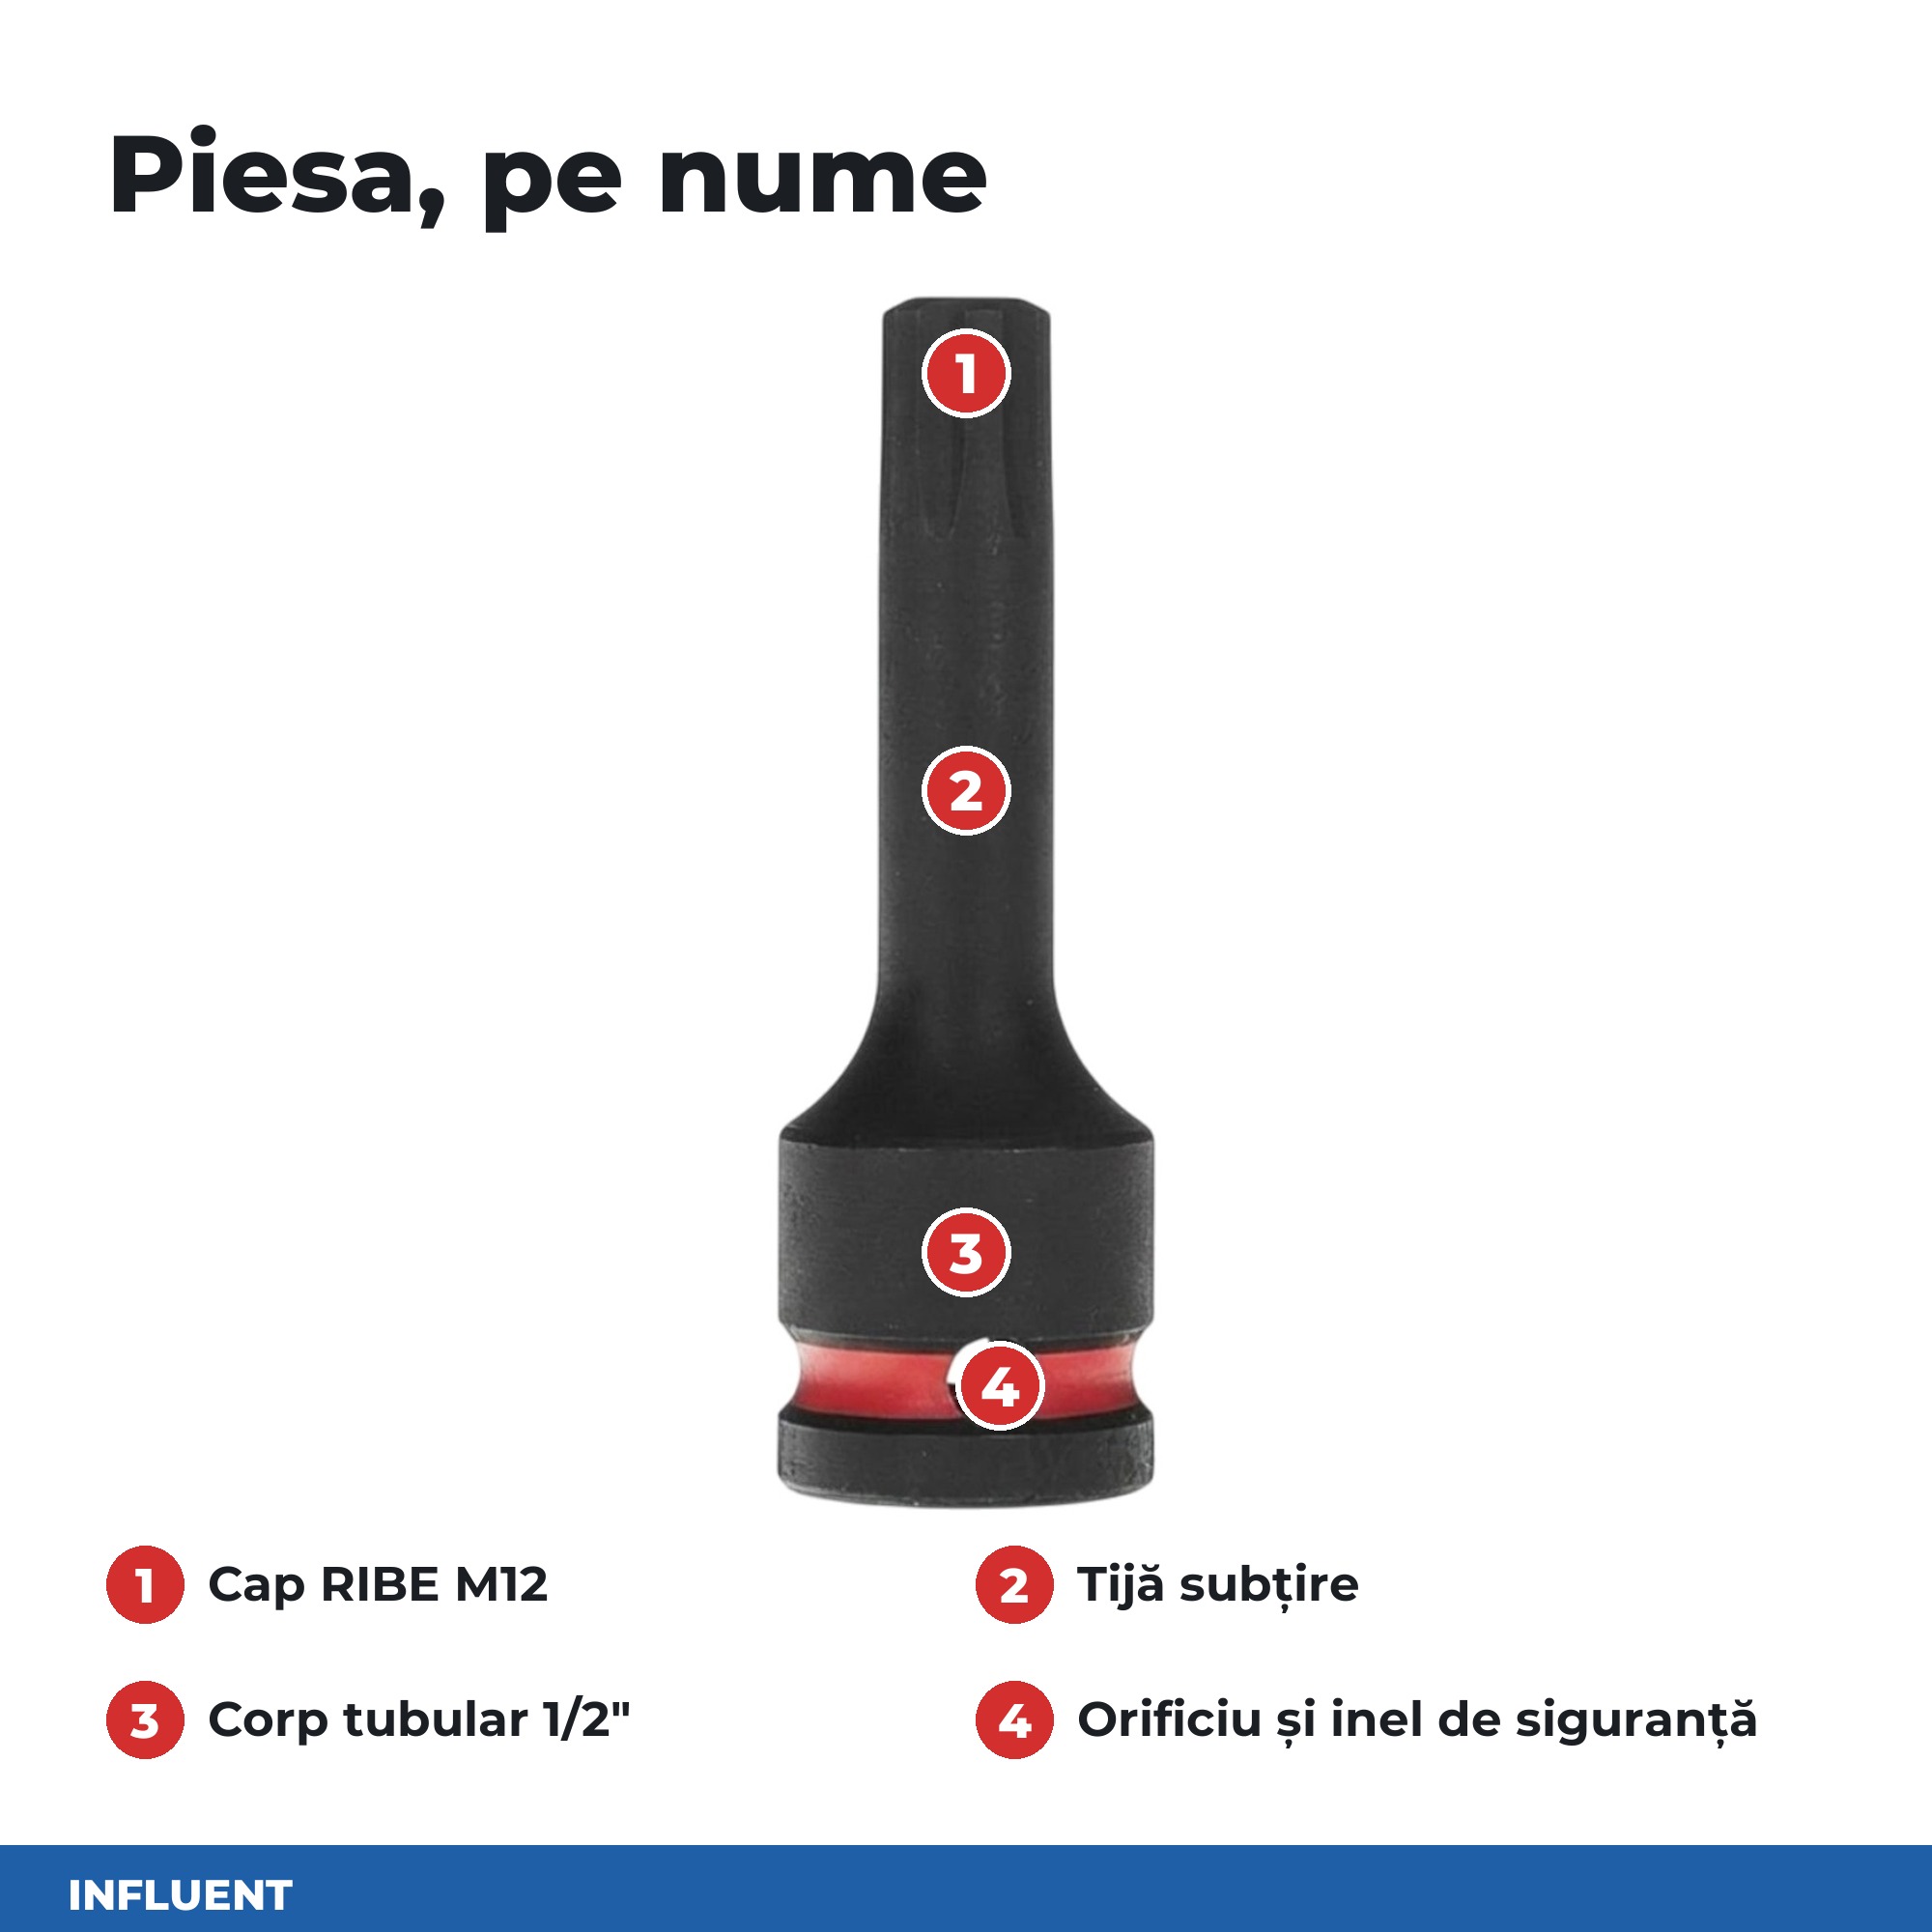 Piesa, pe nume
1
2
3
4
1 Cap RIBE M12
2 Tijă subțire
3 Corp tubular 1/2"
4 Orificiu și inel de siguranță
INFLUENT